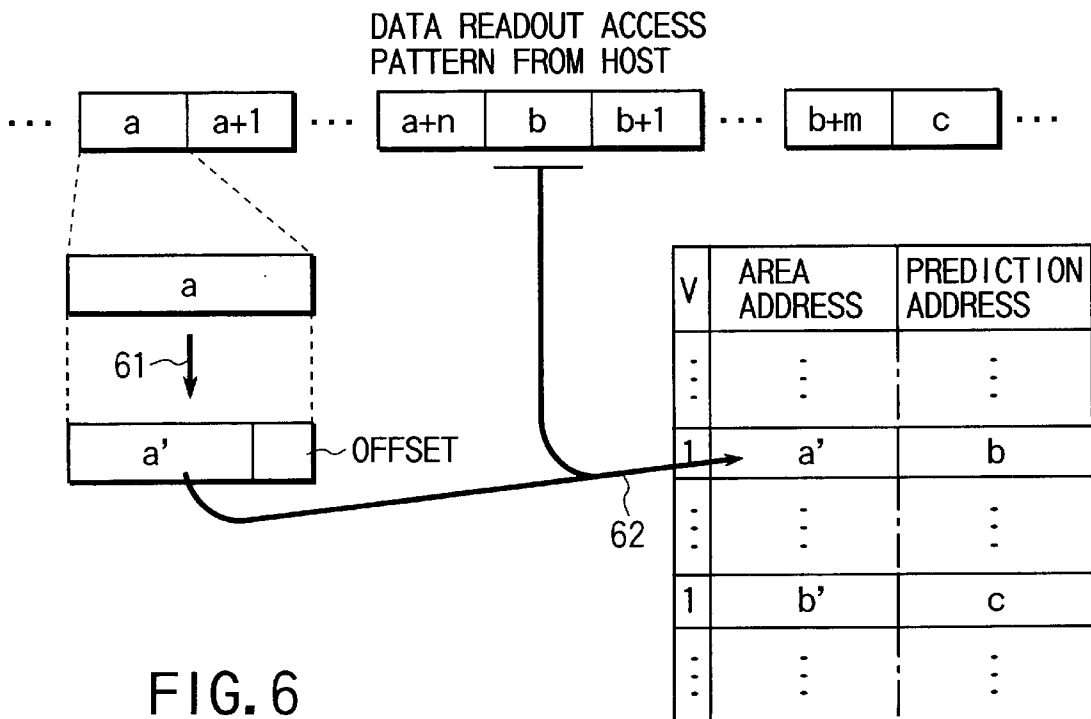 DATA READOUT ACCESS
PATTERN FROM HOST
... a a+1 ... a+n b b+1 ... b+m c ...
a
61
a' OFFSET
62
V AREA ADDRESS PREDICTION ADDRESS
1 a' b
1 b' c
FIG. 6